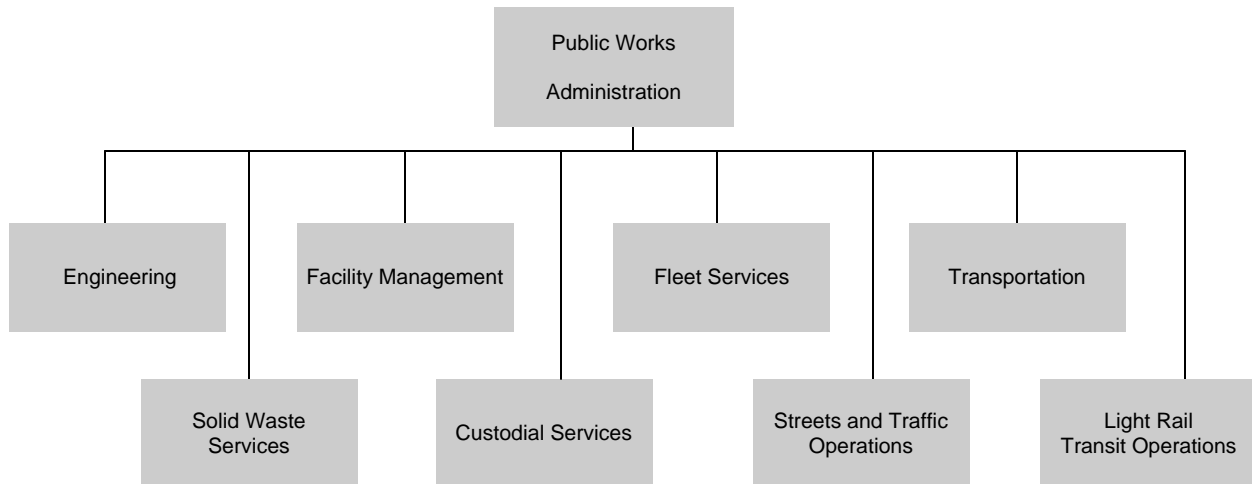 Public Works
Administration
Engineering
Facility Management
Fleet Services
Transportation
Solid Waste
Services
Custodial Services
Streets and Traffic
Operations
Light Rail
Transit Operations